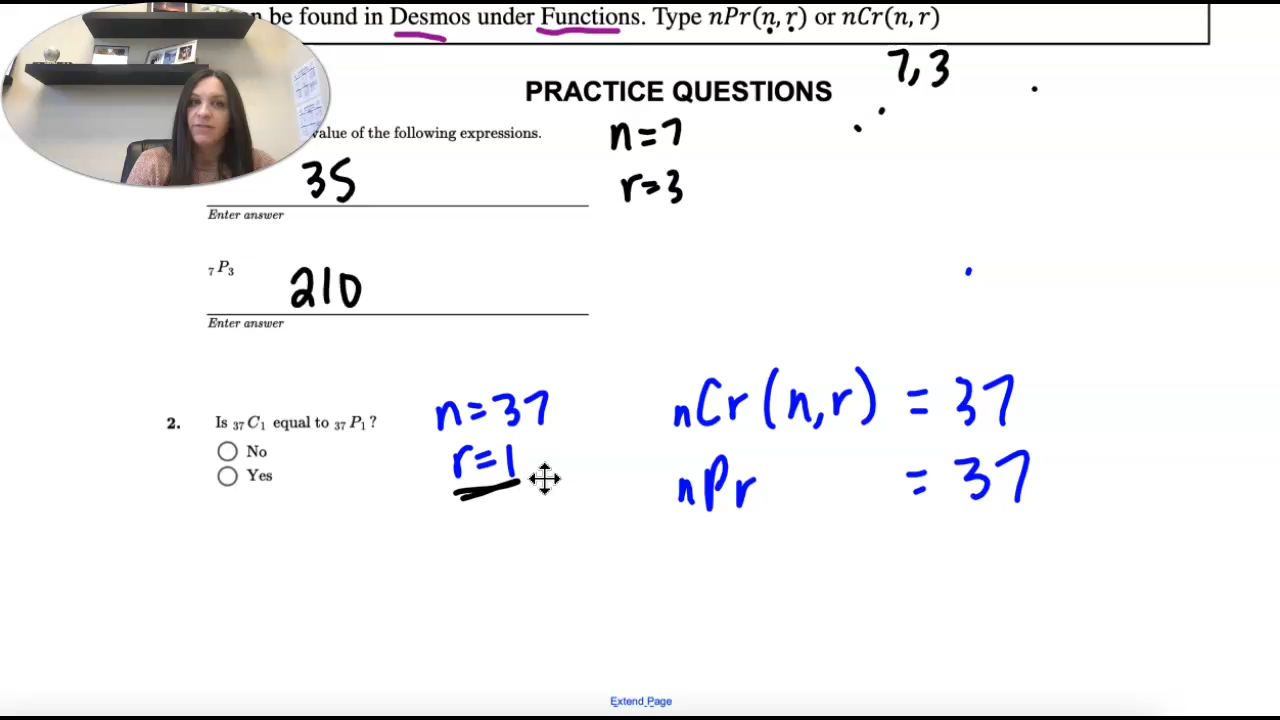 be found in Desmos under Functions. Type nPr(n, r) or nCr(n, r)
7,3
PRACTICE QUESTIONS
value of the following expressions.
n=7
35
r=3
Enter answer
7P3
210
Enter answer
2. Is 37C1 equal to 37P1?
n=37
nCr(n,r) = 37
No
r=1
Yes
nPr = 37
Extend Page